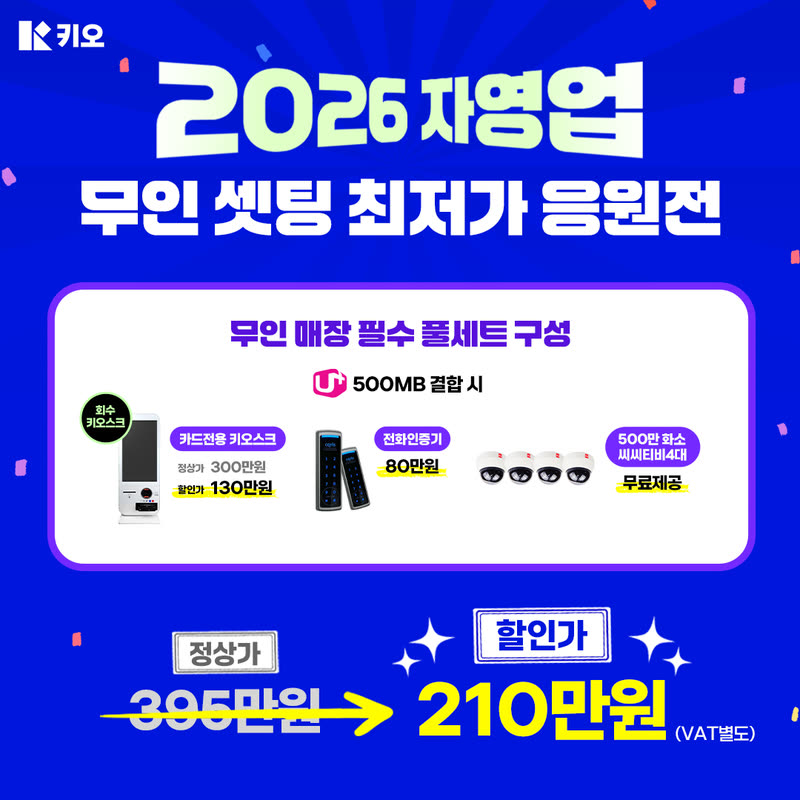 키오
2026 자영업
무인 셋팅 최저가 응원전
무인 매장 필수 풀세트 구성
U+ 500MB 결합 시
회수
키오스크
카드전용 키오스크
정상가 300만원
할인가 130만원
전화인증기
80만원
500만 화소
씨씨티비4대
무료제공
정상가
395만원
할인가
210만원 (VAT별도)